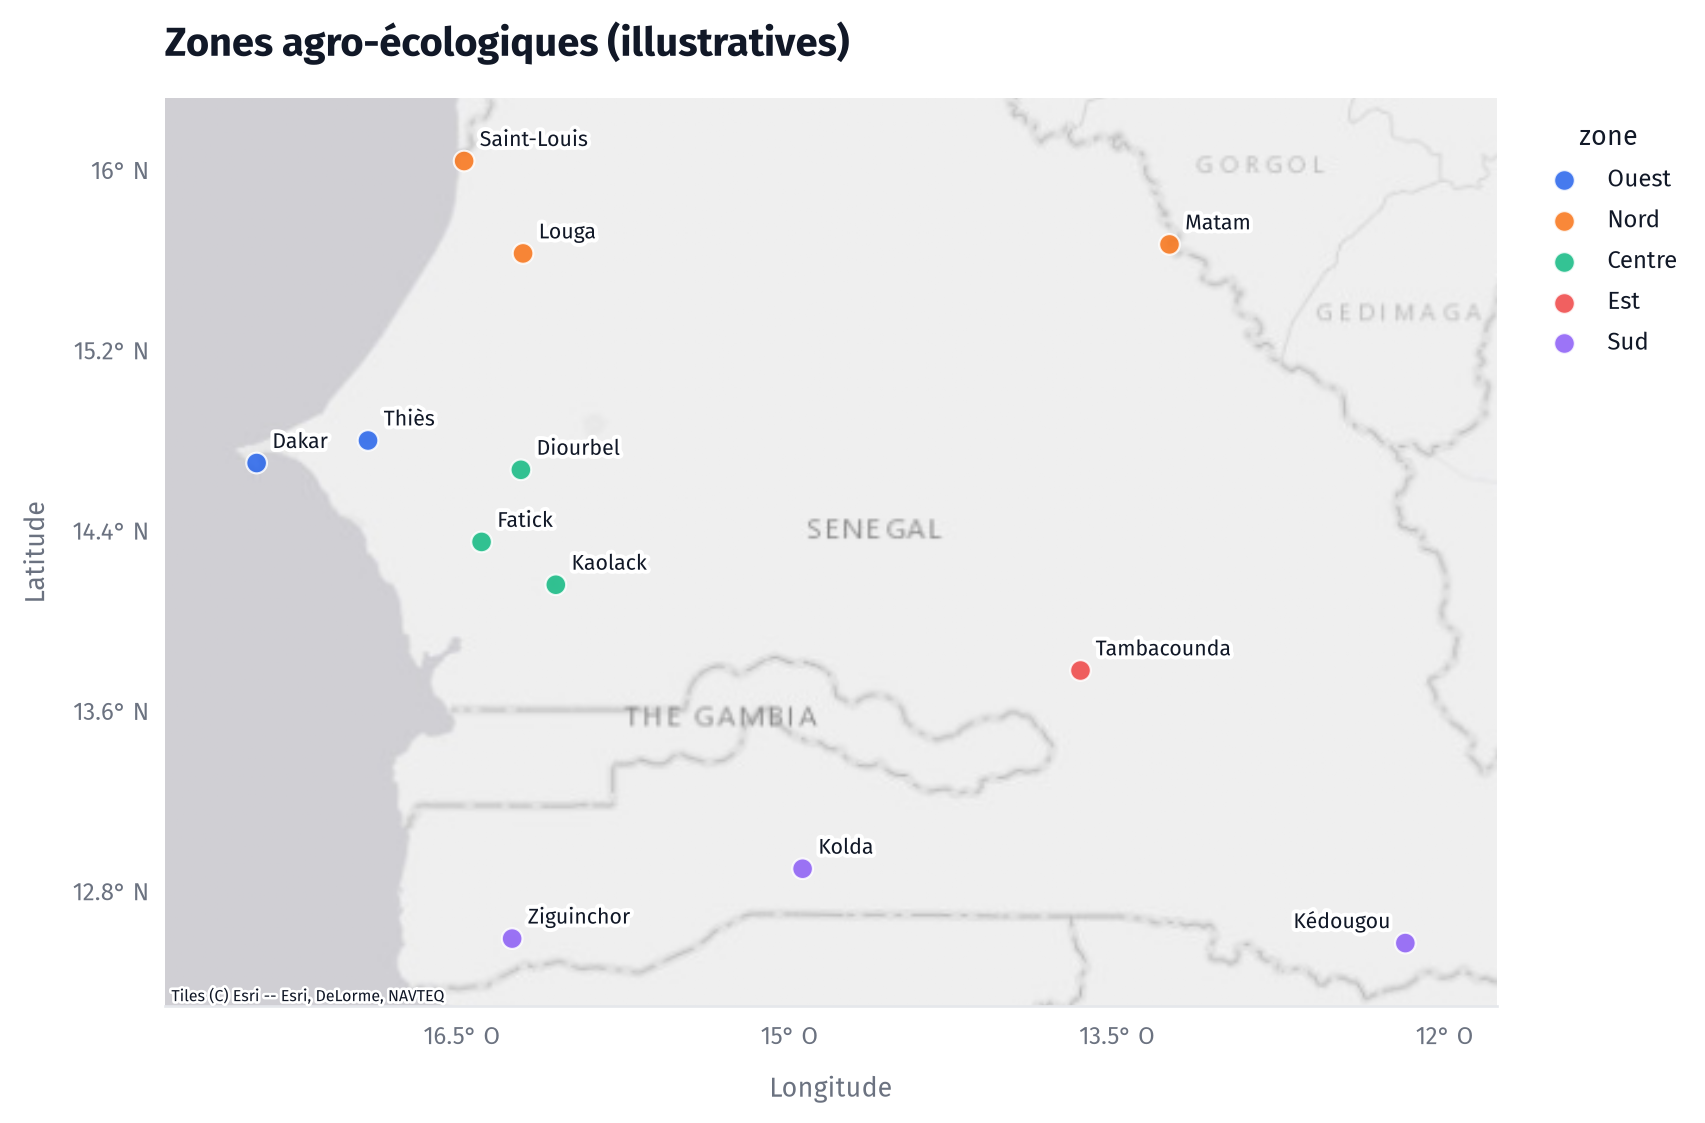 Zones agro-écologiques (illustratives)
Saint-Louis
GORGOL
16° N
Matam
Louga
GEDIMAGA
15.2° N
Thiès
Dakar
Diourbel
Fatick
14.4° N
SENEGAL
Kaolack
Latitude
Tambacounda
13.6° N
THE GAMBIA
Kolda
12.8° N
Ziguinchor
Kédougou
Tiles (C) Esri -- Esri, DeLorme, NAVTEQ
16.5° O
15° O
13.5° O
12° O
Longitude
zone
Ouest
Nord
Centre
Est
Sud